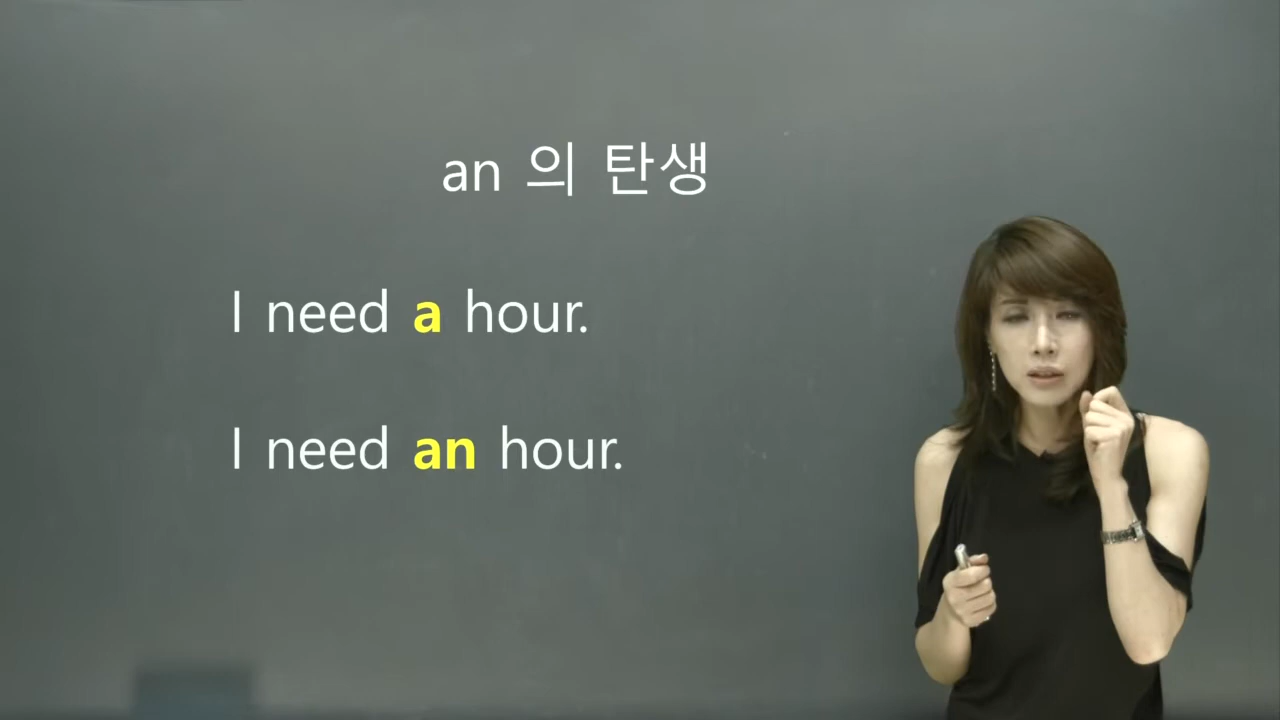 an 의 탄생
I need a hour.
I need an hour.